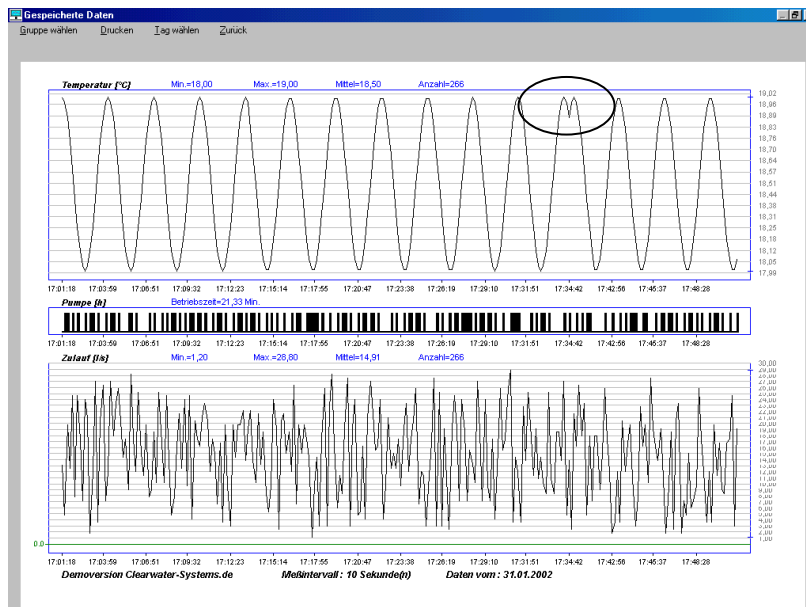 Gespeicherte Daten
Gruppe wählen Drucken Tag wählen Zurück
Temperatur [°C] Min.=18,00 Max.=19,00 Mittel=18,50 Anzahl=266
19,02
18,96
18,89
18,83
18,76
18,70
18,64
18,57
18,51
18,44
18,38
18,31
18,25
18,18
18,12
18,05
17,99
17:01:18 17:03:59 17:06:51 17:09:32 17:12:23 17:15:14 17:17:55 17:20:47 17:23:38 17:26:19 17:29:10 17:31:51 17:34:42 17:42:56 17:45:37 17:48:28
Pumpe [h] Betriebszeit=21,33 Min.
17:01:18 17:03:59 17:06:51 17:09:32 17:12:23 17:15:14 17:17:55 17:20:47 17:23:38 17:26:19 17:29:10 17:31:51 17:34:42 17:42:56 17:45:37 17:48:28
Zulauf [l/s] Min.=1,20 Max.=28,80 Mittel=14,91 Anzahl=266
30,00
1,00
0.0
17:01:18 17:03:59 17:06:51 17:09:32 17:12:23 17:15:14 17:17:55 17:20:47 17:23:38 17:26:19 17:29:10 17:31:51 17:34:42 17:42:56 17:45:37 17:48:28
Demoversion Clearwater-Systems.de Meßintervall : 10 Sekunde(n) Daten vom : 31.01.2002